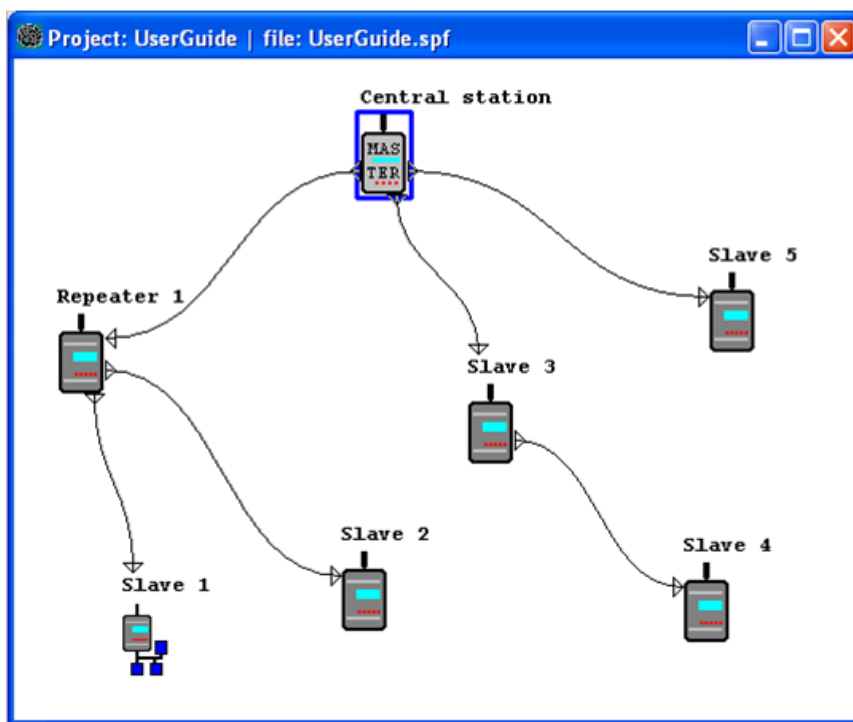 Project: UserGuide | file: UserGuide.spf
Central station
MAS
TER
Slave 5
Repeater 1
Slave 3
Slave 2
Slave 4
Slave 1